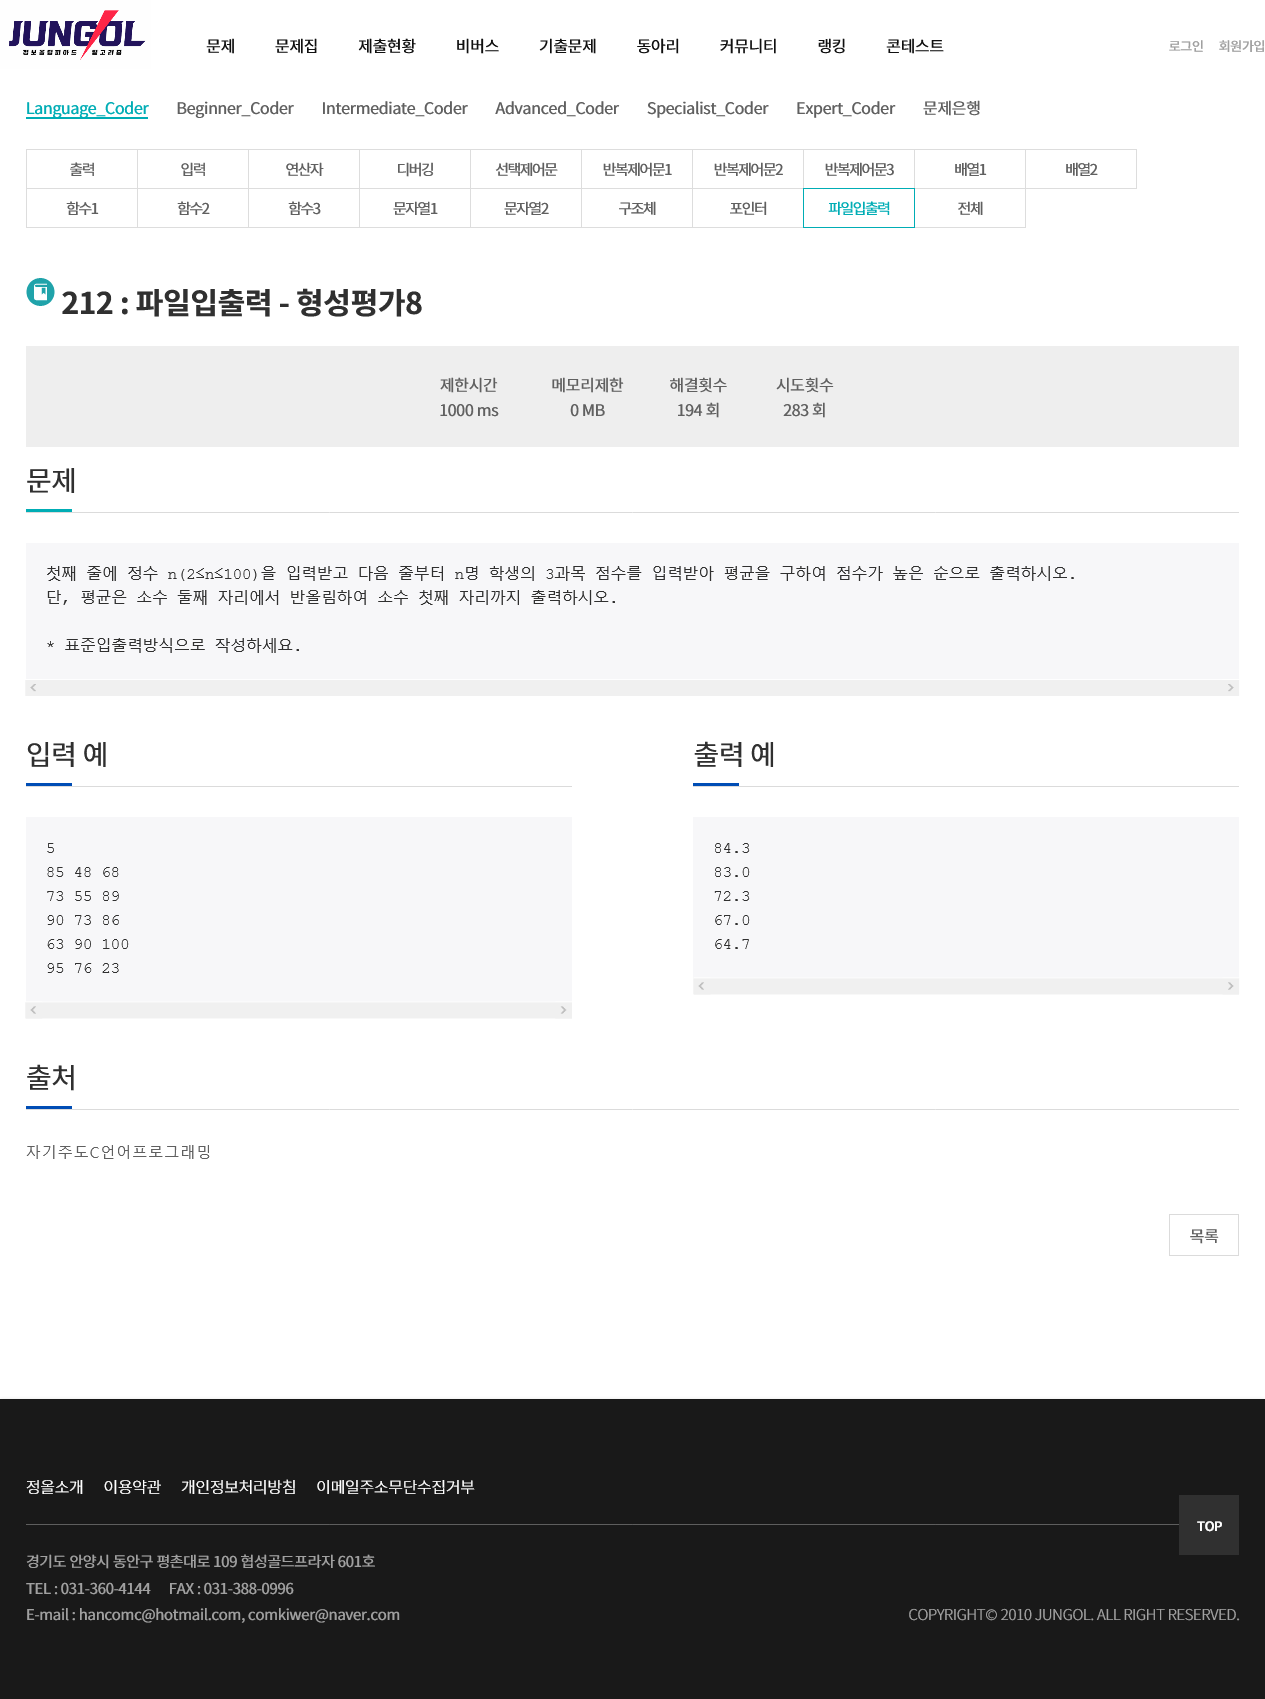 JUNGOL
정보올림피아드 알고리즘
문제 문제집 제출현황 비버스 기출문제 동아리 커뮤니티 랭킹 콘테스트 로그인 회원가입
Language_Coder Beginner_Coder Intermediate_Coder Advanced_Coder Specialist_Coder Expert_Coder 문제은행
출력 입력 연산자 디버깅 선택제어문 반복제어문1 반복제어문2 반복제어문3 배열1 배열2
함수1 함수2 함수3 문자열1 문자열2 구조체 포인터 파일입출력 전체
212 : 파일입출력 - 형성평가8
제한시간 메모리제한 해결횟수 시도횟수
1000 ms 0 MB 194 회 283 회
문제
첫째 줄에 정수 n(2≤n≤100)을 입력받고 다음 줄부터 n명 학생의 3과목 점수를 입력받아 평균을 구하여 점수가 높은 순으로 출력하시오.
단, 평균은 소수 둘째 자리에서 반올림하여 소수 첫째 자리까지 출력하시오.
* 표준입출력방식으로 작성하세요.
입력 예
5
85 48 68
73 55 89
90 73 86
63 90 100
95 76 23
출력 예
84.3
83.0
72.3
67.0
64.7
출처
자기주도C언어프로그래밍
목록
정올소개 이용약관 개인정보처리방침 이메일주소무단수집거부
TOP
경기도 안양시 동안구 평촌대로 109 협성골드프라자 601호
TEL : 031-360-4144 FAX : 031-388-0996
E-mail : hancomc@hotmail.com, comkiwer@naver.com
COPYRIGHT© 2010 JUNGOL. ALL RIGHT RESERVED.